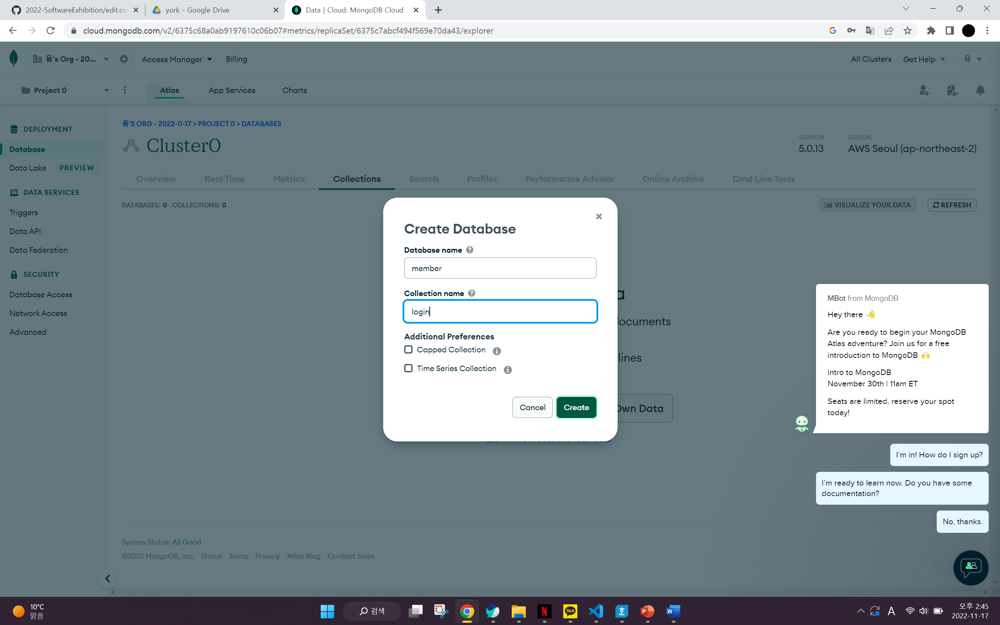 2022-SoftwareExhibition/edit.css
york - Google Drive
Data | Cloud: MongoDB Cloud
cloud.mongodb.com/v2/6375c68a0ab9197610c06b07#metrics/replicaSet/6375c7abcf494f569e70da43/explorer
욕's Org - 20...
Access Manager
Billing
All Clusters
Get Help
욕
Project 0
Atlas
App Services
Charts
DEPLOYMENT
Database
Data Lake PREVIEW
DATA SERVICES
Triggers
Data API
Data Federation
SECURITY
Database Access
Network Access
Advanced
욕'S ORG - 2022-11-17 > PROJECT 0 > DATABASES
Cluster0
VERSION
5.0.13
REGION
AWS Seoul (ap-northeast-2)
Overview
Real Time
Metrics
Collections
Search
Profiler
Performance Advisor
Online Archive
Cmd Line Tools
DATABASES: 0 COLLECTIONS: 0
VISUALIZE YOUR DATA
REFRESH
Create Database
Database name
member
Collection name
login
Additional Preferences
Capped Collection
Time Series Collection
Cancel
Create
a
documents
lines
Own Data
MBot from MongoDB
Hey there 👋
Are you ready to begin your MongoDB
Atlas adventure? Join us for a free
introduction to MongoDB 🙌
Intro to MongoDB
November 30th | 11am ET
Seats are limited, reserve your spot
today!
I'm in! How do I sign up?
I'm ready to learn now. Do you have some
documentation?
No, thanks.
System Status: All Good
©2022 MongoDB, Inc. Status Terms Privacy Atlas Blog Contact Sales
10°C
맑음
검색
TALK
A
오후 2:45
2022-11-17